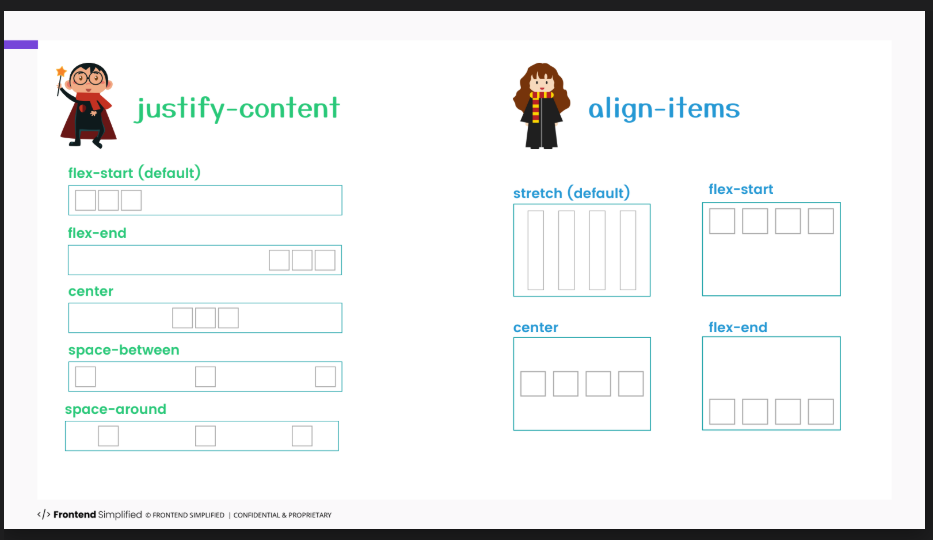 justify-content
flex-start (default)
flex-end
center
space-between
space-around
align-items
stretch (default)
flex-start
center
flex-end
</> Frontend Simplified © FRONTEND SIMPLIFIED | CONFIDENTIAL & PROPRIETARY